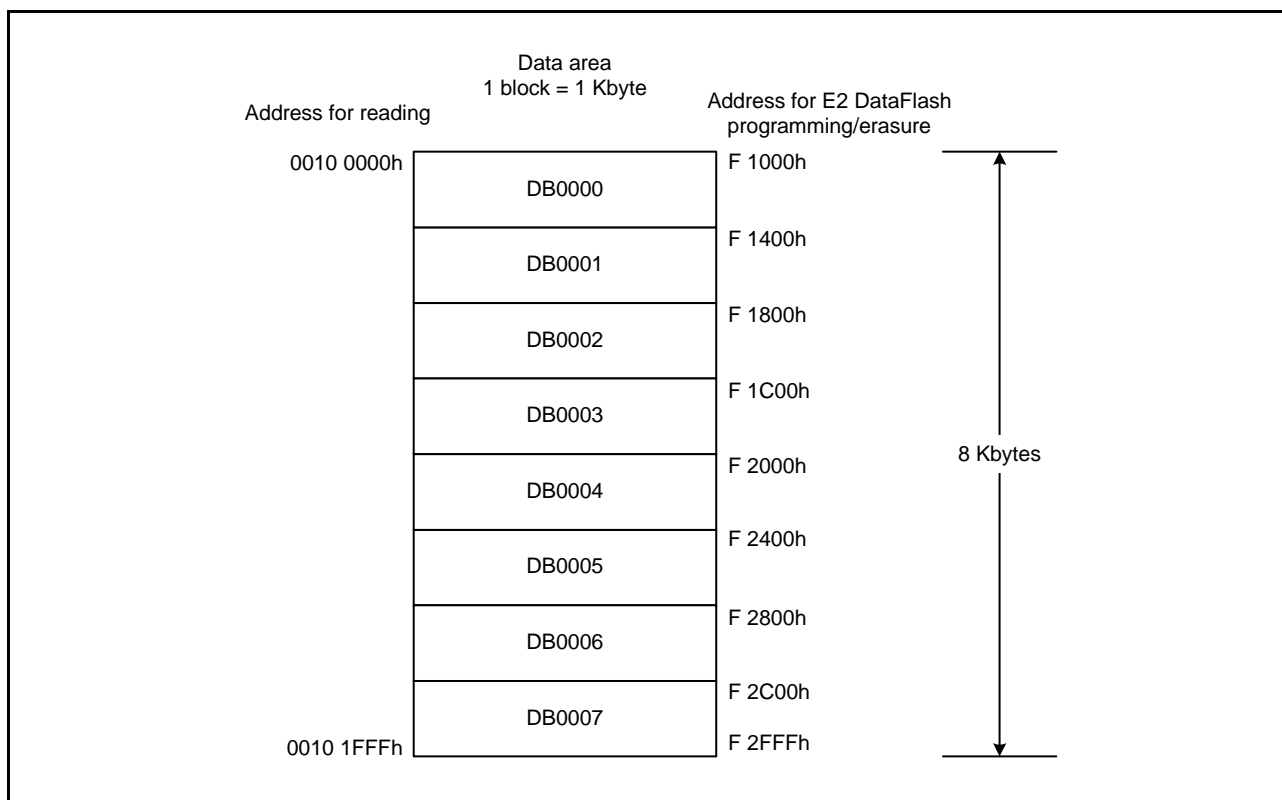 Data area
1 block = 1 Kbyte
Address for reading
Address for E2 DataFlash
programming/erasure
0010 0000h
F 1000h
DB0000
F 1400h
DB0001
F 1800h
DB0002
F 1C00h
DB0003
F 2000h
8 Kbytes
DB0004
F 2400h
DB0005
F 2800h
DB0006
F 2C00h
DB0007
0010 1FFFh
F 2FFFh